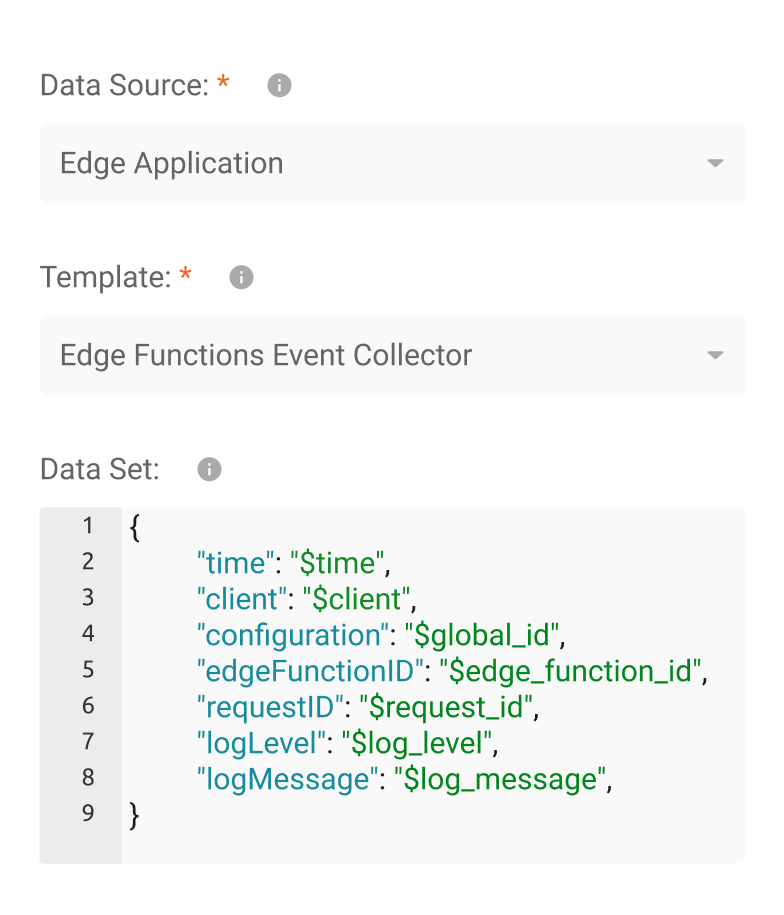 Data Source: *
Edge Application
Template: *
Edge Functions Event Collector
Data Set:
1 {
2 "time": "$time",
3 "client": "$client",
4 "configuration": "$global_id",
5 "edgeFunctionID": "$edge_function_id",
6 "requestID": "$request_id",
7 "logLevel": "$log_level",
8 "logMessage": "$log_message",
9 }